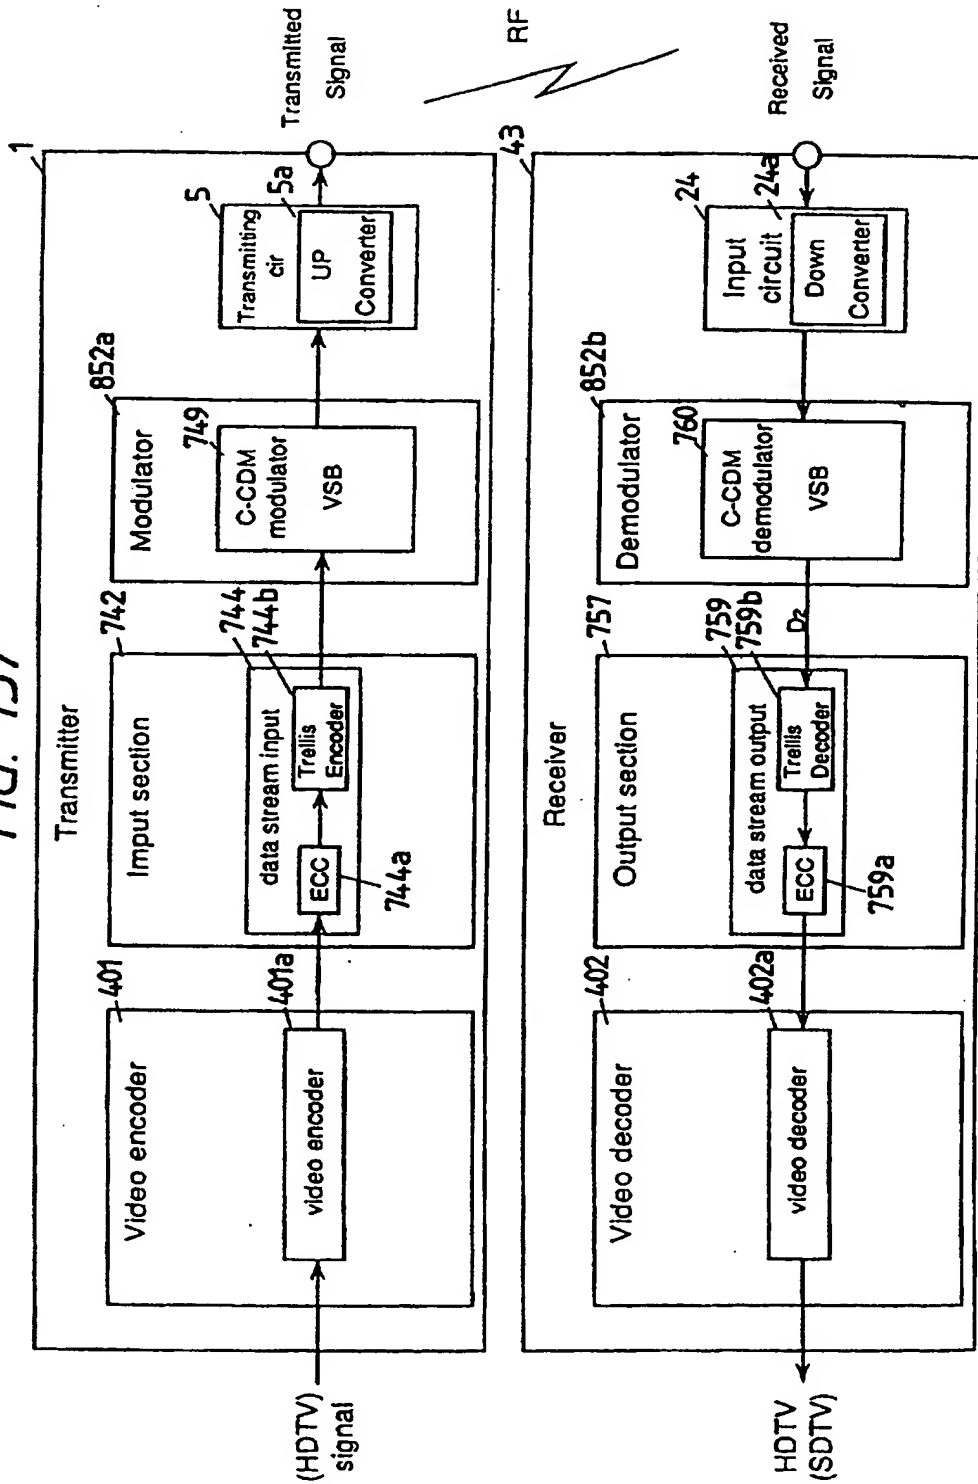 FIG. 157
Transmitter
1
(HDTV)
signal
Video encoder
401
video encoder
401a
Imput section
742
data stream input
744
744b
ECC
744a
Trellis
Encoder
Modulator
852a
C-CDM
modulator
749
VSB
Transmitting
cir
5
5a
UP
Converter
Transmitted
Signal
RF
Receiver
43
HDTV
(SDTV)
Video decoder
402
video decoder
402a
Output section
757
data stream output
759
759b
ECC
759a
Trellis
Decoder
D2
Demodulator
852b
C-CDM
demodulator
760
VSB
Input
circuit
24
24a
Down
Converter
Received
Signal